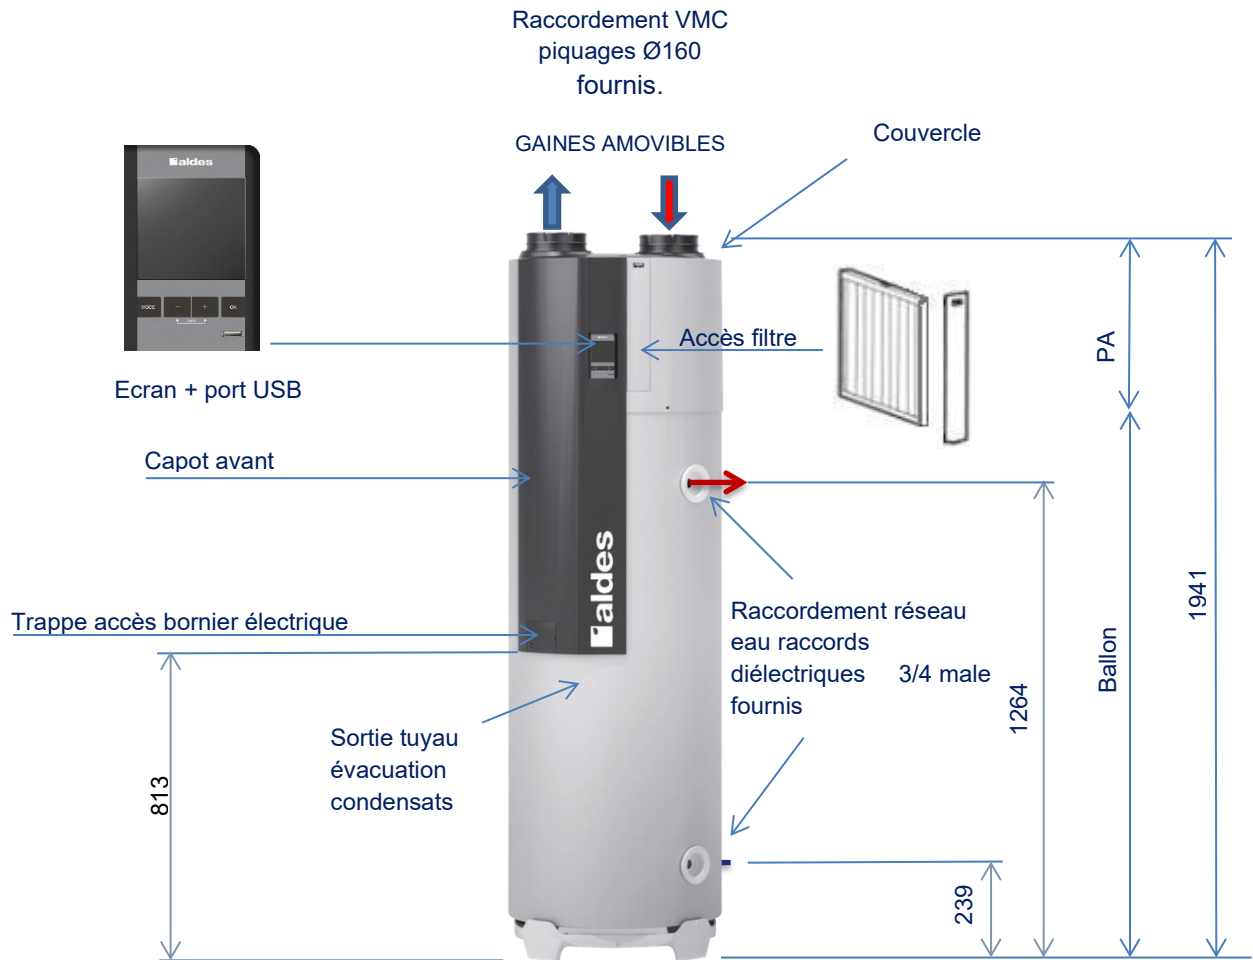 Raccordement VMC
piquages Ø160
fournis.
GAINES AMOVIBLES
Couvercle
aldes
MODE
-
+
OK
Ecran + port USB
Accès filtre
PA
Capot avant
aldes
Trappe accès bornier électrique
Raccordement réseau
eau raccords
diélectriques 3/4 male
fournis
Sortie tuyau
évacuation
condensats
813
239
1264
Ballon
1941